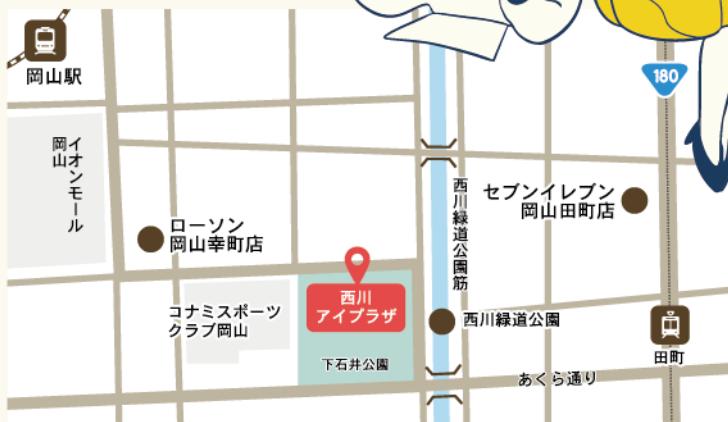 岡山駅
180
イオンモール
岡山
セブンイレブン
岡山田町店
西川緑道公園筋
ローソン
岡山幸町店
西川
アイプラザ
コナミスポーツ
クラブ岡山
西川緑道公園
下石井公園
田町
あくら通り